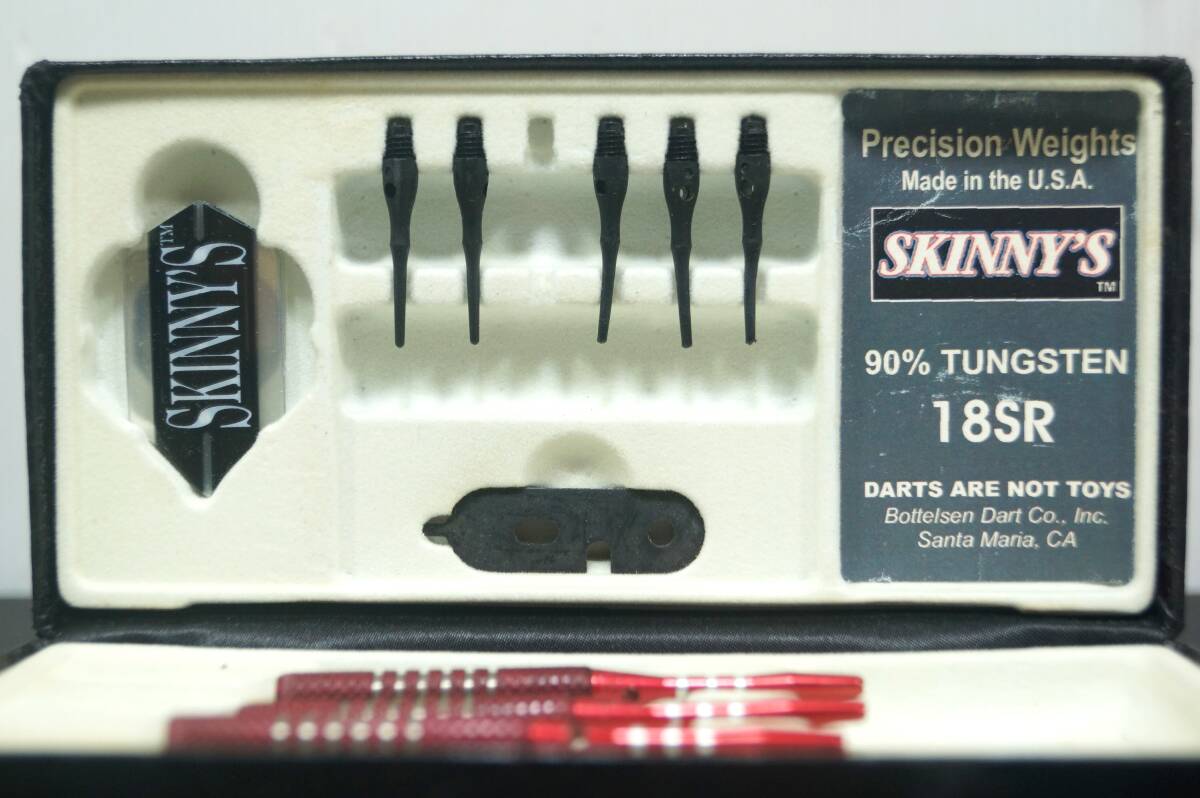 SKINNY'S™
Precision Weights
Made in the U.S.A.
SKINNY'S
TM
90% TUNGSTEN
18SR
DARTS ARE NOT TOYS
Bottelsen Dart Co., Inc.
Santa Maria, CA